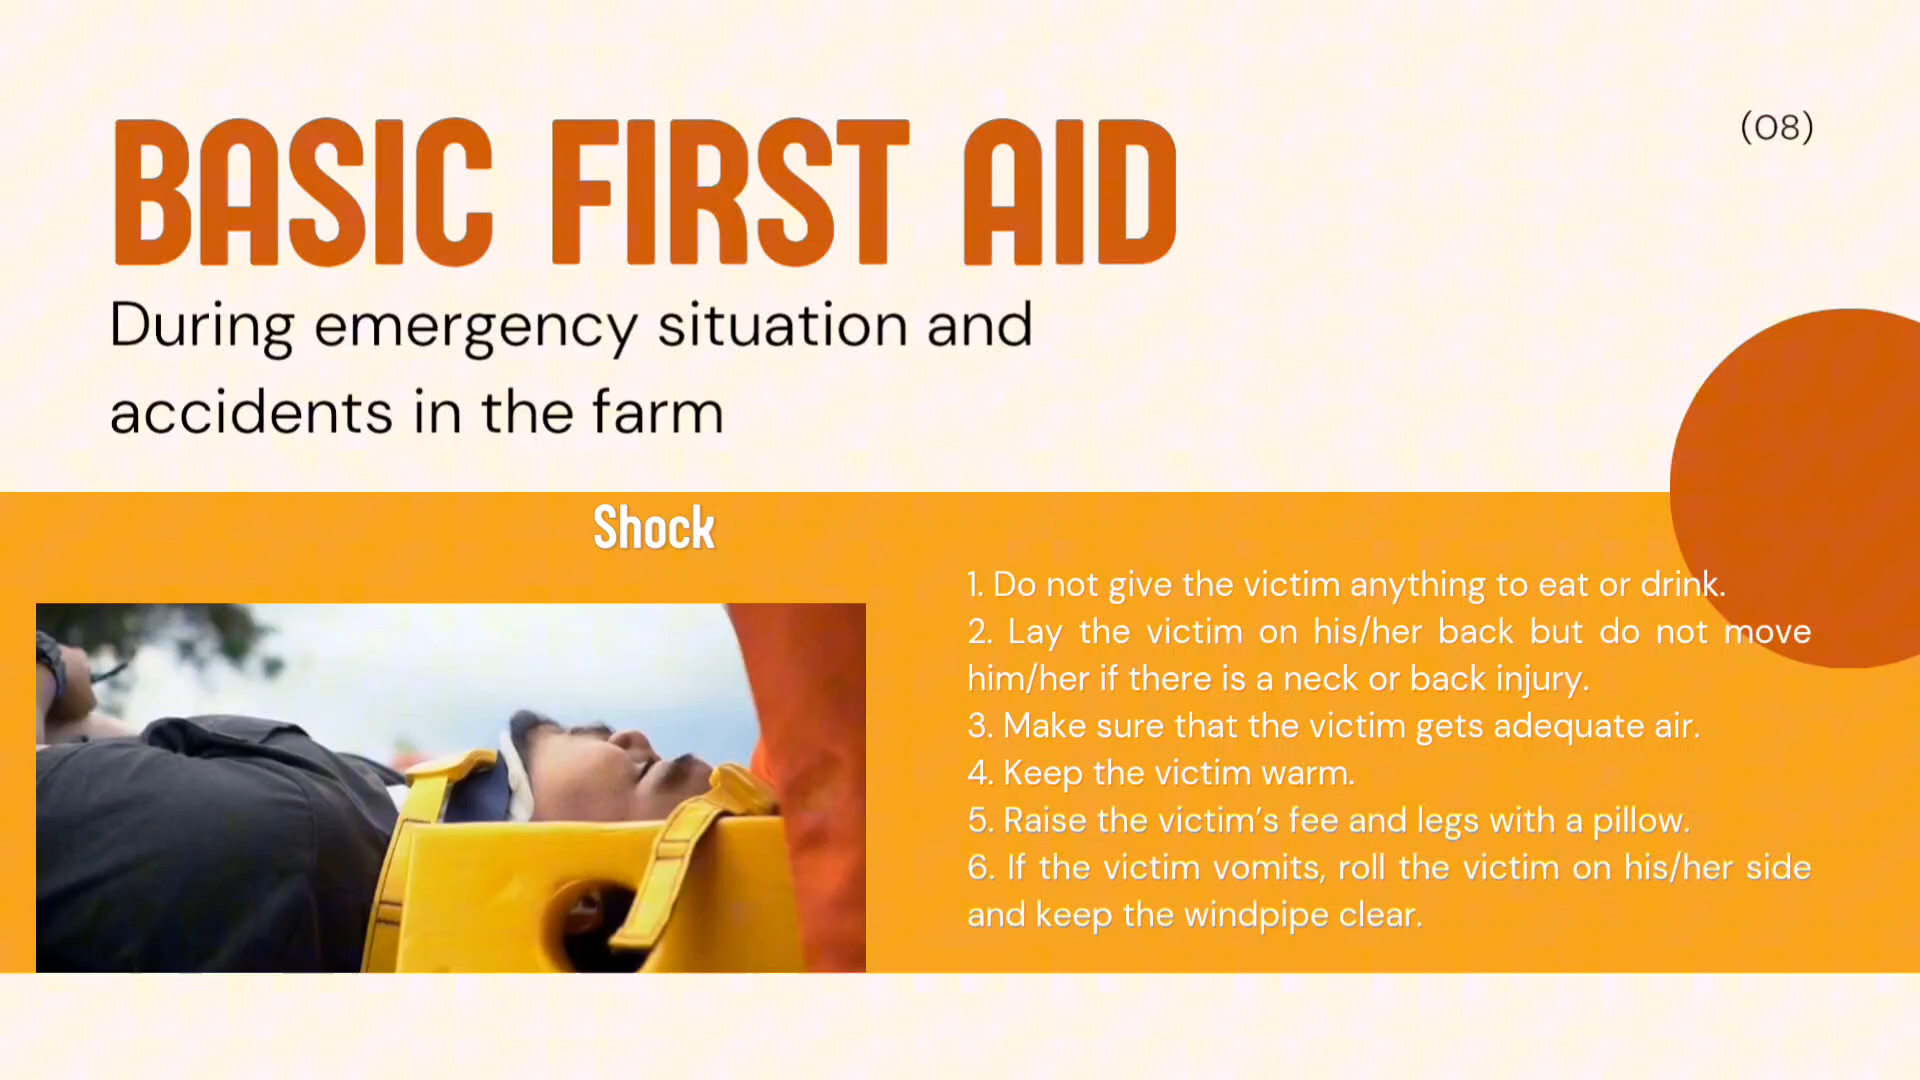 BASIC FIRST AID
(08)
During emergency situation and
accidents in the farm
Shock
1. Do not give the victim anything to eat or drink.
2. Lay the victim on his/her back but do not move
him/her if there is a neck or back injury.
3. Make sure that the victim gets adequate air.
4. Keep the victim warm.
5. Raise the victim’s fee and legs with a pillow.
6. If the victim vomits, roll the victim on his/her side
and keep the windpipe clear.